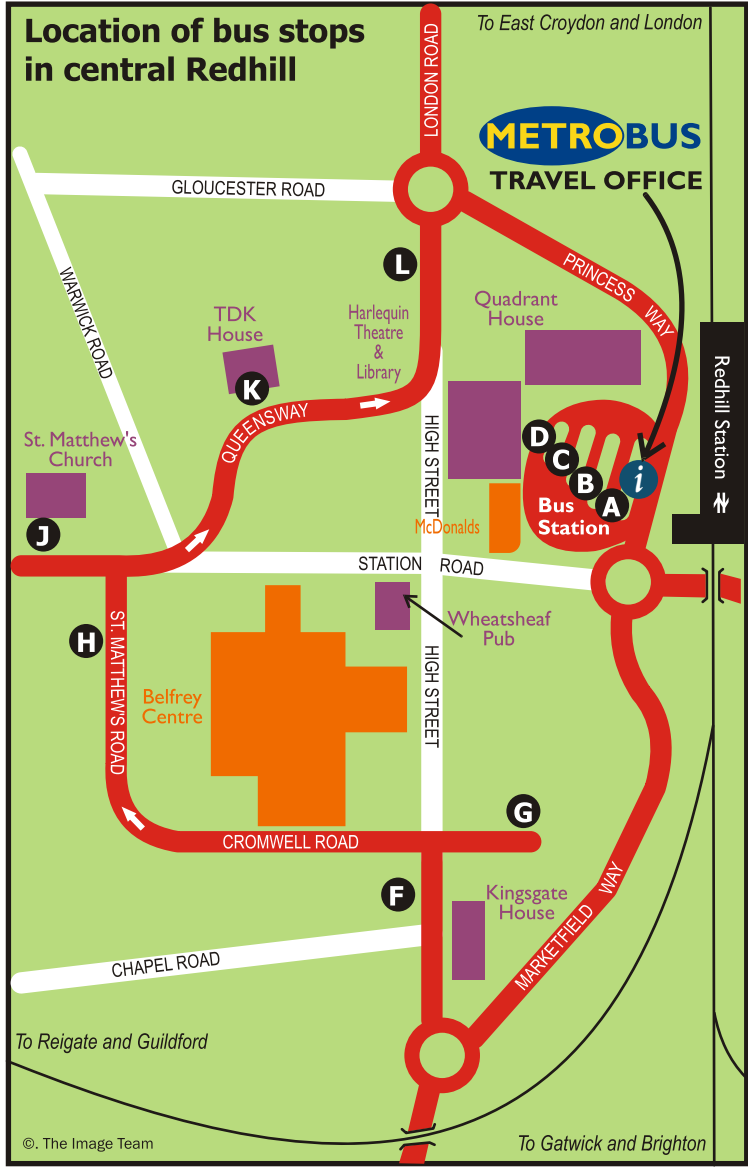 Location of bus stops
in central Redhill
To East Croydon and London
LONDON ROAD
METROBUS
TRAVEL OFFICE
GLOUCESTER ROAD
L
PRINCESS WAY
WARWICK ROAD
TDK
House
Harlequin
Theatre
&
Library
Quadrant
House
K
QUEENSWAY
Redhill Station
St. Matthew's
Church
HIGH STREET
D
C
B
A
i
Bus
Station
McDonalds
J
STATION ROAD
H
ST. MATTHEW'S ROAD
Wheatsheaf
Pub
HIGH STREET
Belfrey
Centre
G
CROMWELL ROAD
F
Kingsgate
House
MARKETFIELD WAY
CHAPEL ROAD
To Reigate and Guildford
©. The Image Team
To Gatwick and Brighton